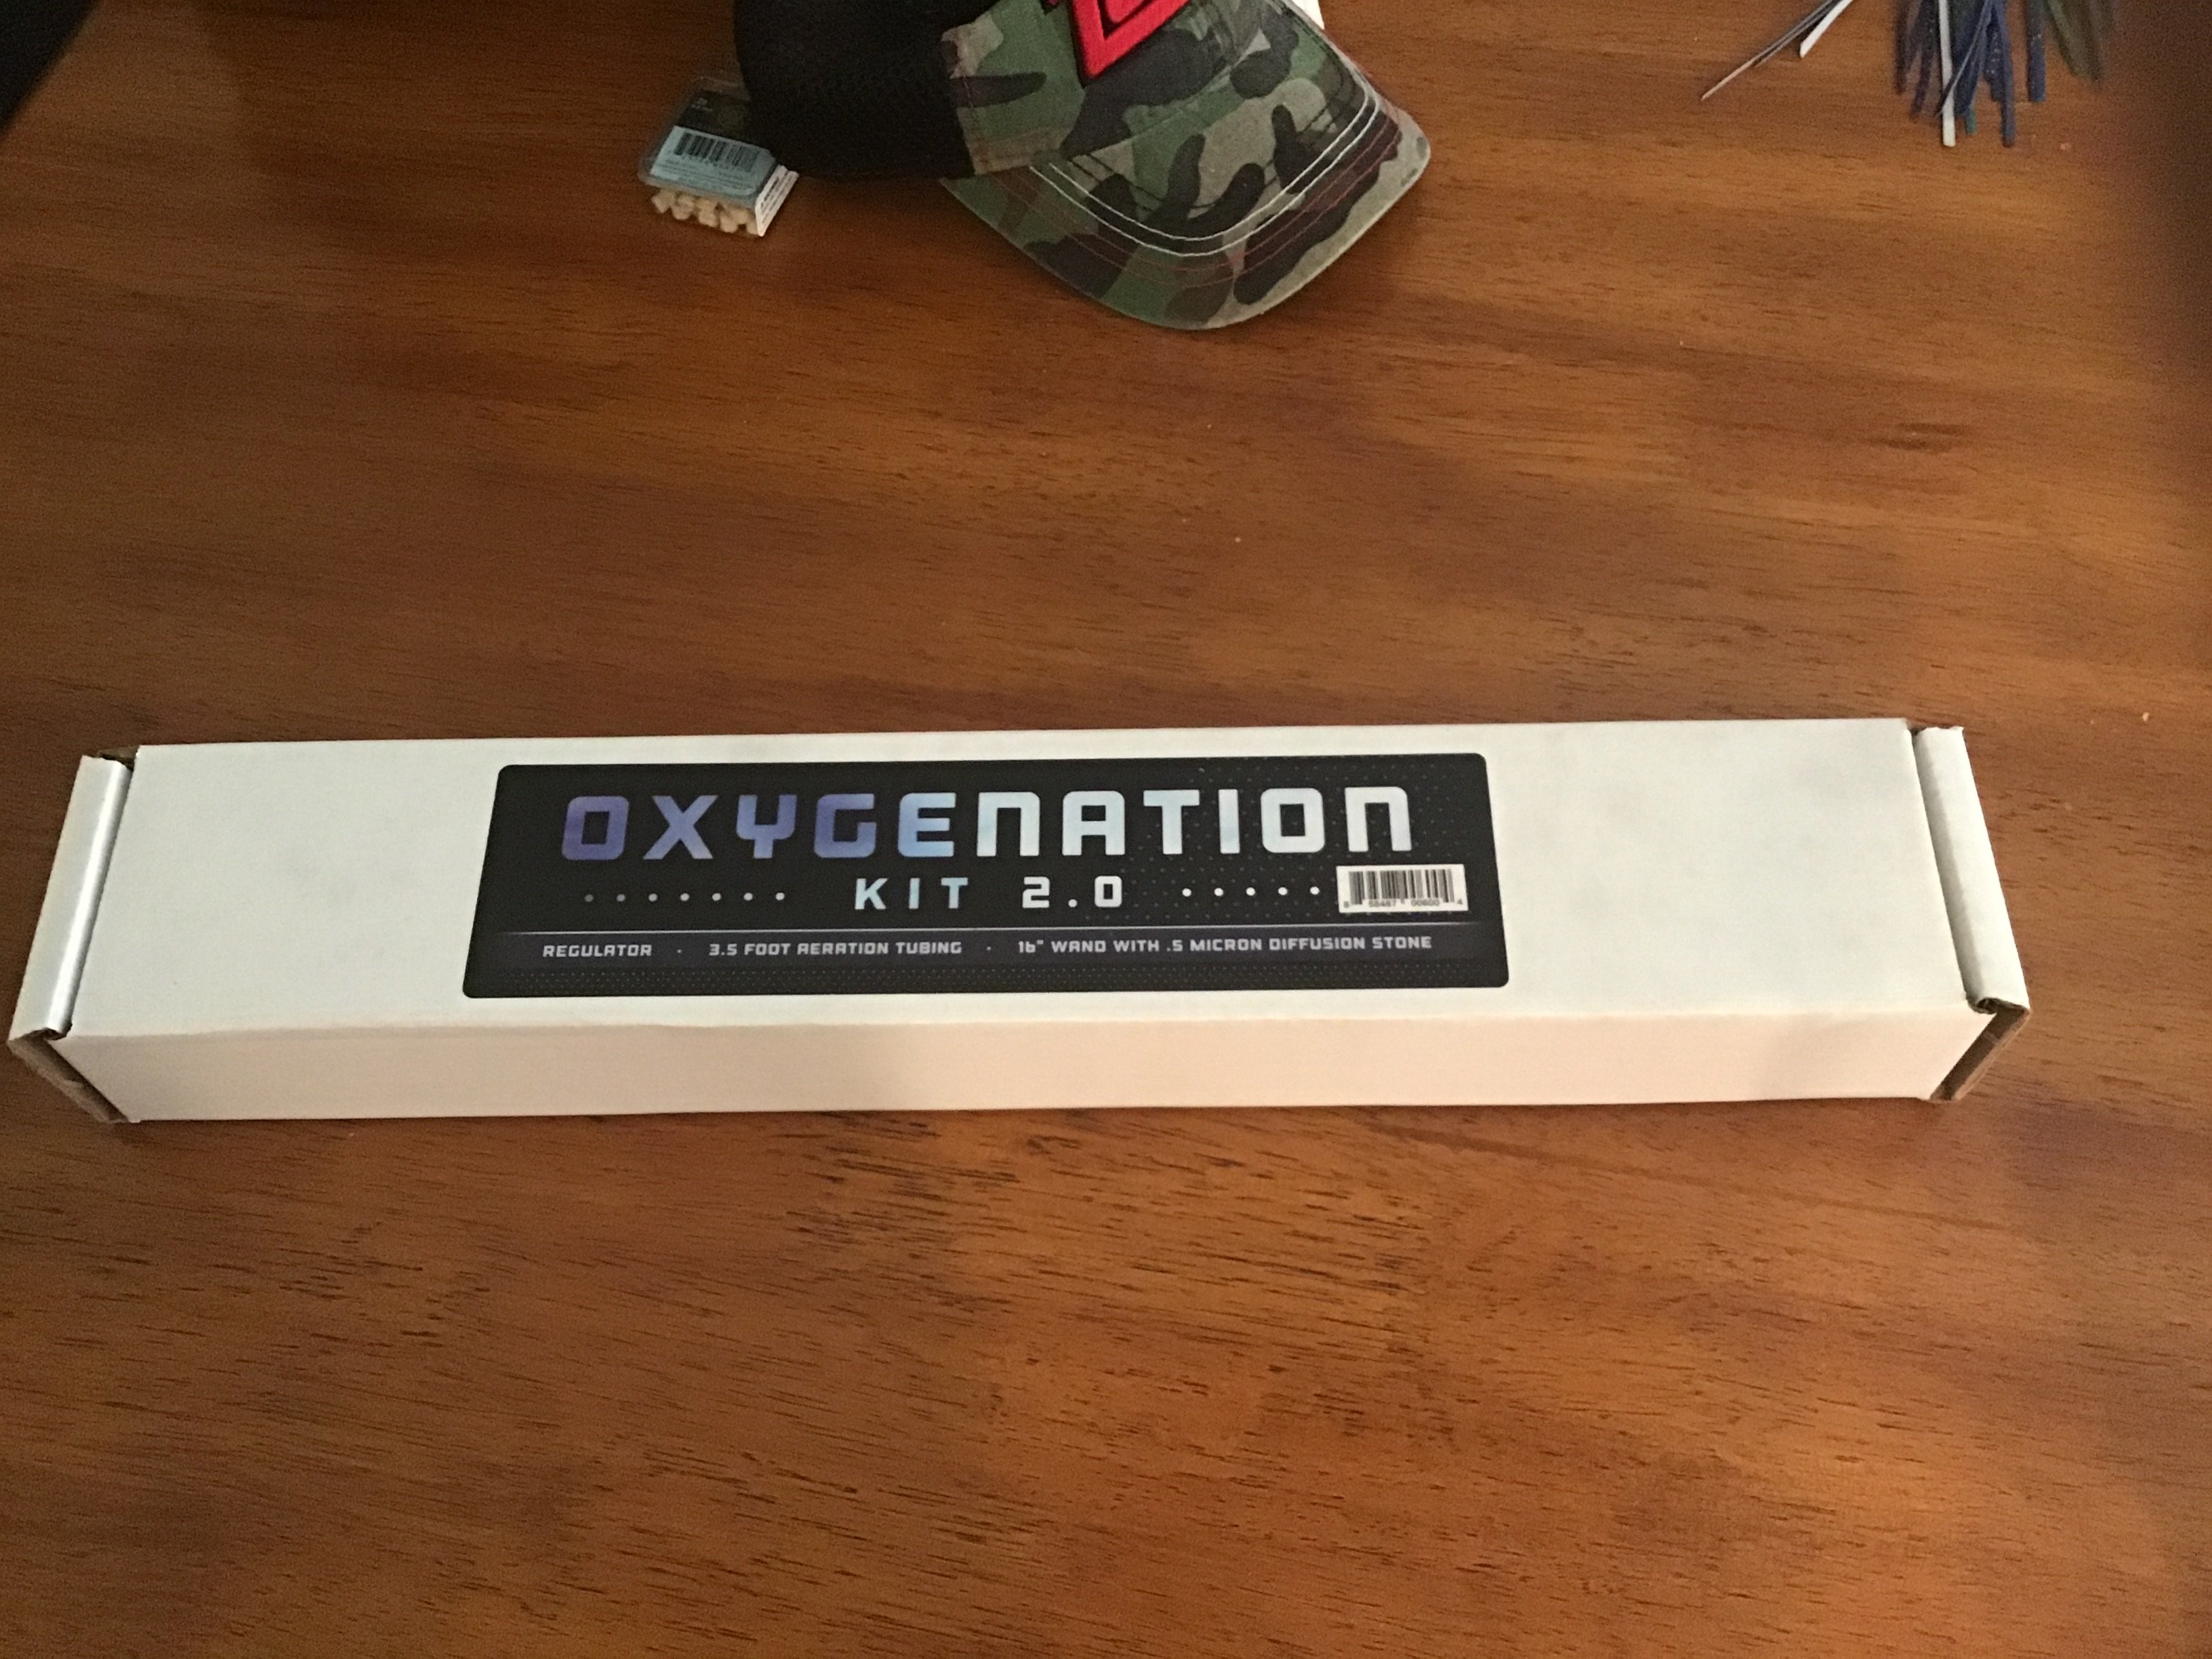 OXYGENATION
KIT 2.0
REGULATOR · 3.5 FOOT AERATION TUBING · 16" WAND WITH .5 MICRON DIFFUSION STONE